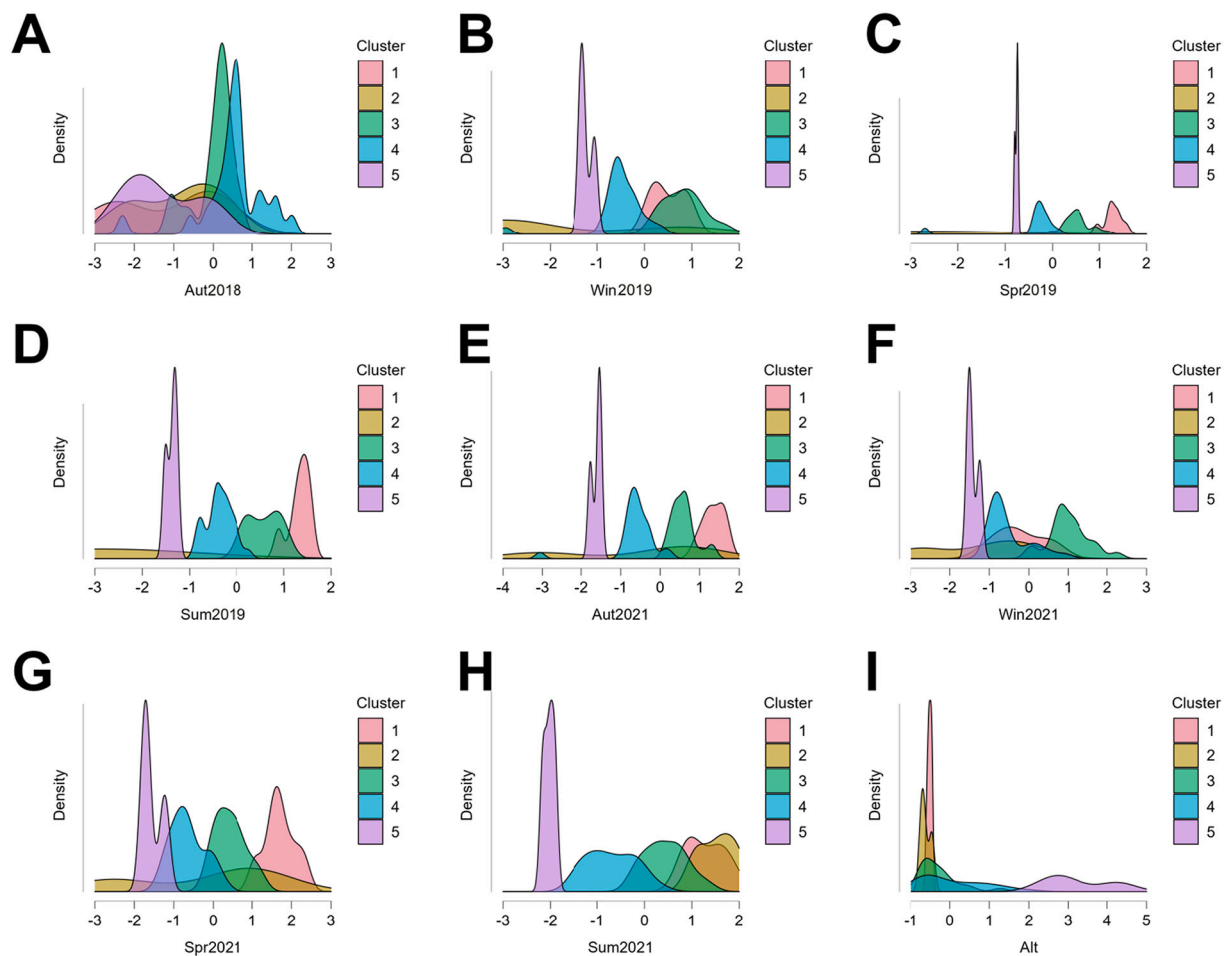 A
Density
Cluster
1
2
3
4
5
-3 -2 -1 0 1 2 3
Aut2018
B
Density
Cluster
1
2
3
4
5
-3 -2 -1 0 1 2
Win2019
C
Density
Cluster
1
2
3
4
5
-3 -2 -1 0 1 2
Spr2019
D
Density
Cluster
1
2
3
4
5
-3 -2 -1 0 1 2
Sum2019
E
Density
Cluster
1
2
3
4
5
-4 -3 -2 -1 0 1 2
Aut2021
F
Density
Cluster
1
2
3
4
5
-3 -2 -1 0 1 2 3
Win2021
G
Density
Cluster
1
2
3
4
5
-3 -2 -1 0 1 2 3
Spr2021
H
Density
Cluster
1
2
3
4
5
-3 -2 -1 0 1 2
Sum2021
I
Density
Cluster
1
2
3
4
5
-1 0 1 2 3 4 5
Alt